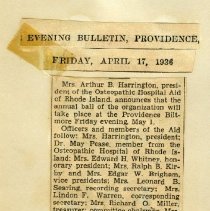 EVENING BULLETIN, PROVIDENCE,
FRIDAY, APRIL 17, 1936
Mrs. Arthur B. Harrington, presi-
dent of the Osteopathic Hospital Aid
of Rhode Island, announces that the
annual ball of the organization will
take place at the Providence Bilt-
more Friday evening, May 1.
Officers and members of the Aid
follow: Mrs. Harrington, president;
Dr. May Pease, member from the
Osteopathic Hospital of Rhode Is-
land; Mrs. Edward H. Whitney, hon-
orary president; Mrs. Ralph B. Kir-
by and Mrs. Edgar W. Brigham,
vice presidents; Mrs. Leonard B.
Searing, recording secretary; Mrs.
Linden F. Warren, corresponding
secretary; Mrs. Richard O. Miller,